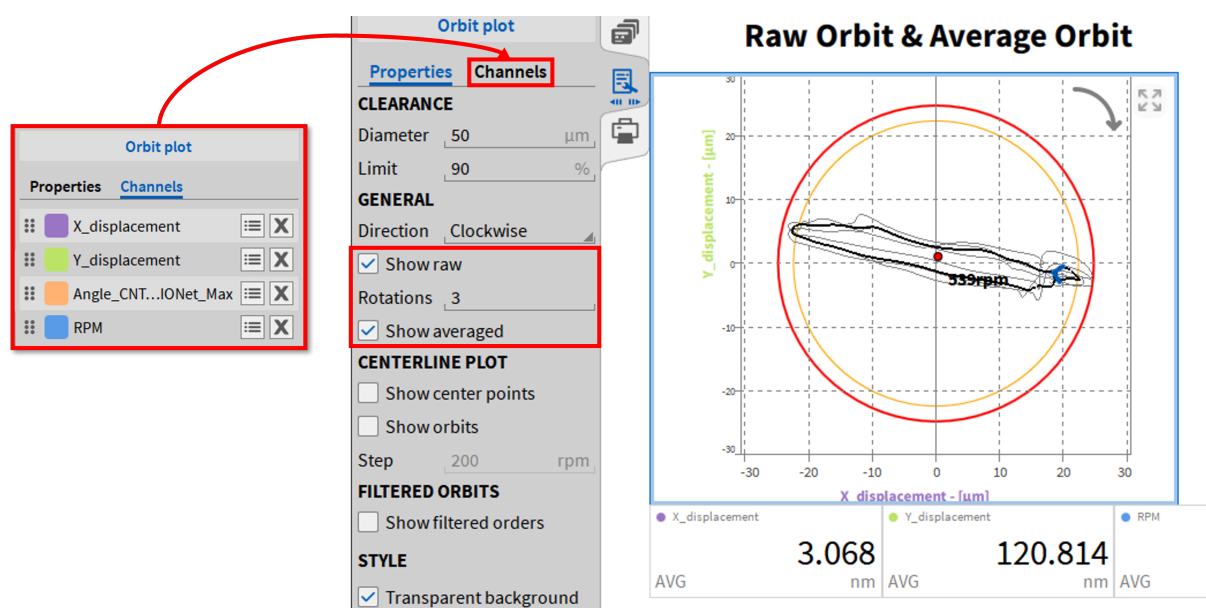 Orbit plot
Properties Channels
X_displacement
Y_displacement
Angle_CNT...IONet_Max
RPM
Orbit plot
Properties Channels
CLEARANCE
Diameter 50 µm
Limit 90 %
GENERAL
Direction Clockwise
Show raw
Rotations 3
Show averaged
CENTERLINE PLOT
Show center points
Show orbits
Step 200 rpm
FILTERED ORBITS
Show filtered orders
STYLE
Transparent background
Raw Orbit & Average Orbit
Y_displacement - [µm]
30
20
10
0
-10
-20
-30
539rpm
-30 -20 -10 0 10 20 30
X_displacement - [µm]
X_displacement
3.068
AVG nm
Y_displacement
120.814
AVG nm
RPM
AVG